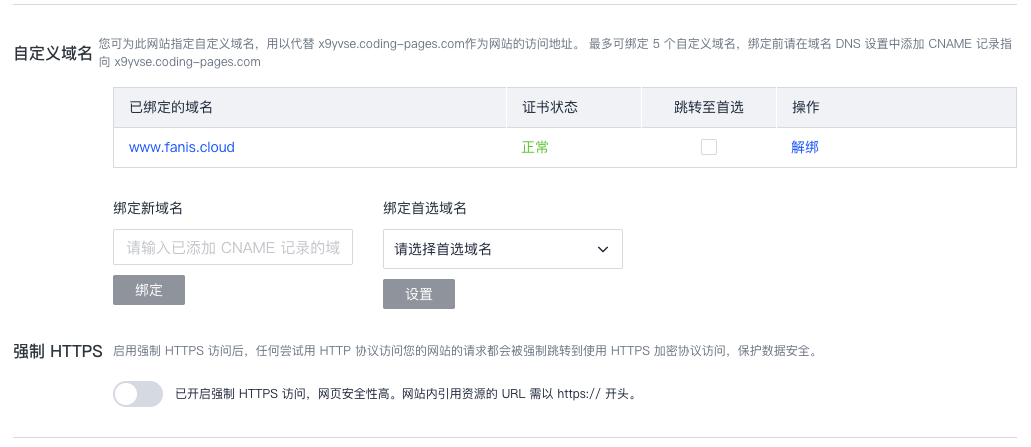 自定义域名 您可为此网站指定自定义域名，用以代替 x9yvse.coding-pages.com作为网站的访问地址。 最多可绑定 5 个自定义域名，绑定前请在域名 DNS 设置中添加 CNAME 记录指
向 x9yvse.coding-pages.com
已绑定的域名 证书状态 跳转至首选 操作
www.fanis.cloud 正常 解绑
绑定新域名 绑定首选域名
请输入已添加 CNAME 记录的域 请选择首选域名
绑定 设置
强制 HTTPS 启用强制 HTTPS 访问后，任何尝试用 HTTP 协议访问您的网站的请求都会被强制跳转到使用 HTTPS 加密协议访问，保护数据安全。
已开启强制 HTTPS 访问，网页安全性高。网站内引用资源的 URL 需以 https:// 开头。